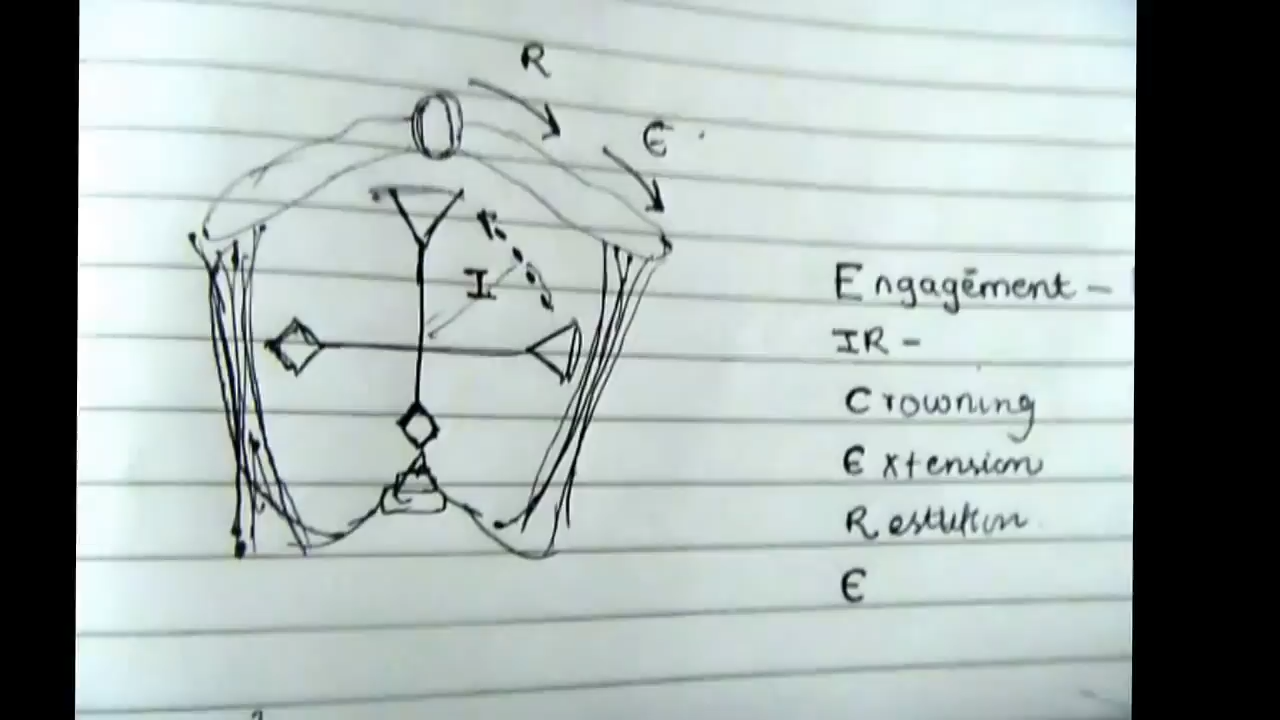 R
E
I
Engagement -
IR -
Crowning
Extension
Restitution
E